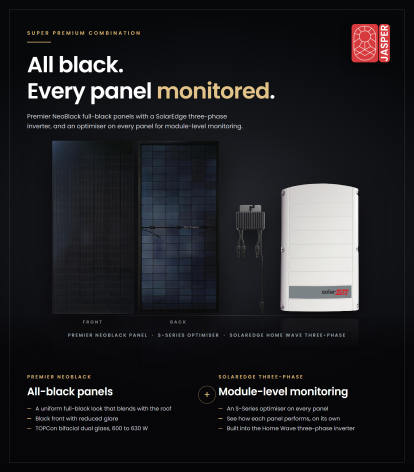 SUPER PREMIUM COMBINATION
JASPER
All black.
Every panel monitored.
Premier NeoBlack full-black panels with a SolarEdge three-phase
inverter, and an optimiser on every panel for module-level monitoring.
solaredge
FRONT
BACK
PREMIER NEOBLACK PANEL · S-SERIES OPTIMISER · SOLAREDGE HOME WAVE THREE-PHASE
PREMIER NEOBLACK
All-black panels
— A uniform full-black look that blends with the roof
— Black front with reduced glare
— TOPCon bifacial dual glass, 600 to 630 W
+
SOLAREDGE THREE-PHASE
Module-level monitoring
— An S-Series optimiser on every panel
— See how each panel performs, on its own
— Built into the Home Wave three-phase inverter